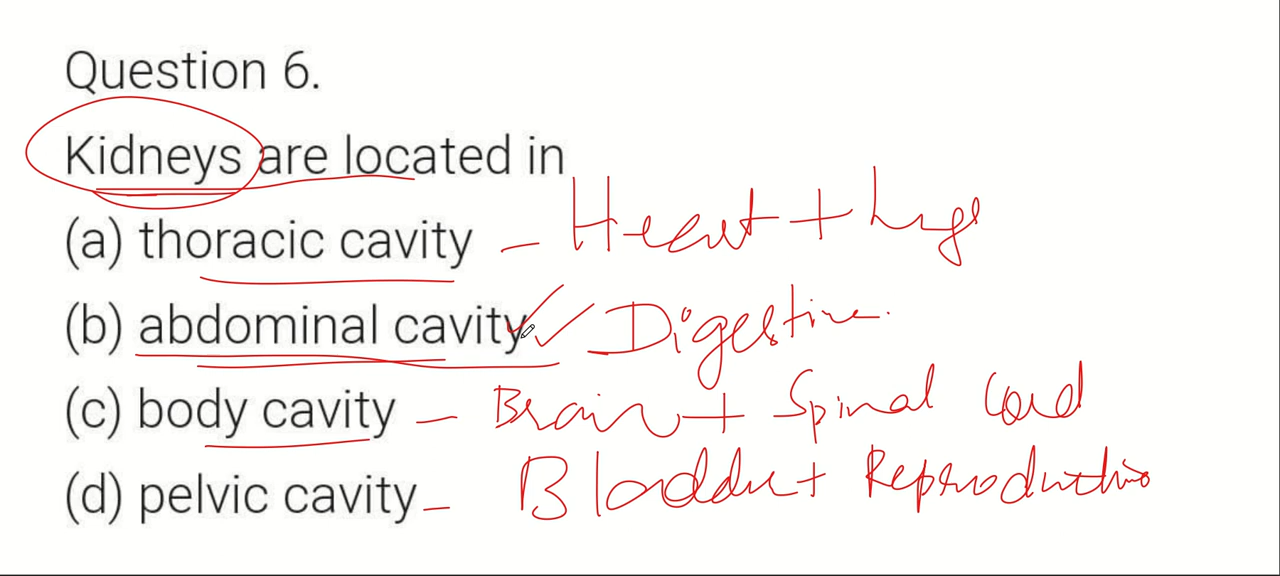 Question 6.
Kidneys are located in
(a) thoracic cavity - Heart + Lungs
(b) abdominal cavity ✓✓ Digestive.
(c) body cavity - Brain + Spinal Cord
(d) pelvic cavity - Bladder + Reproductive